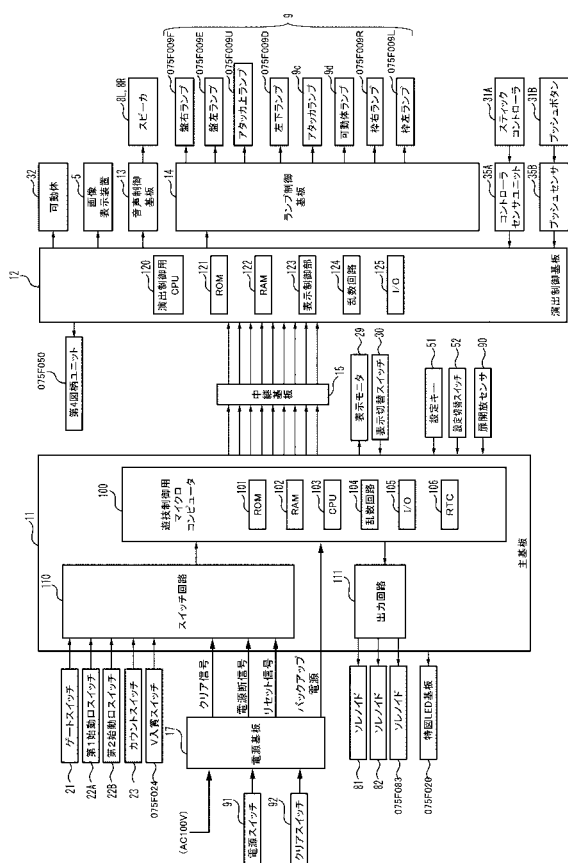 9
8L, 8R
スピーカ
075F009F
盤右ランプ
075F009E
盤左ランプ
075F009U
アタッカ上ランプ
075F009D
左下ランプ
9c
アタッカランプ
9d
可動体ランプ
075F009R
枠右ランプ
075F009L
枠左ランプ
31A
スティック
コントローラ
31B
プッシュボタン
32
可動体
5
画像
表示装置
13
音声制御
基板
14
ランプ制御
基板
35A
コントローラ
センサユニット
35B
プッシュセンサ
12
120
演出制御用
CPU
121
ROM
122
RAM
123
表示制御部
124
乱数回路
125
I/O
演出制御基板
075F050
第4図柄ユニット
中継
基板
15
29
表示モニタ
30
表示切替スイッチ
51
設定キー
52
設定切替スイッチ
90
扉開放センサ
11
100
遊技制御用
マイクロ
コンピュータ
101
ROM
102
RAM
103
CPU
104
乱数回路
105
I/O
106
RTC
主基板
110
スイッチ回路
111
出力回路
ゲートスイッチ
21
第1始動口スイッチ
22A
第2始動口スイッチ
22B
カウントスイッチ
23
V入賞スイッチ
075F024
クリア信号
電源断信号
リセット信号
バックアップ
電源
17
電源基板
(AC100V)
91
電源スイッチ
92
クリアスイッチ
ソレノイド
81
ソレノイド
82
ソレノイド
075F083
特図LED基板
075F020